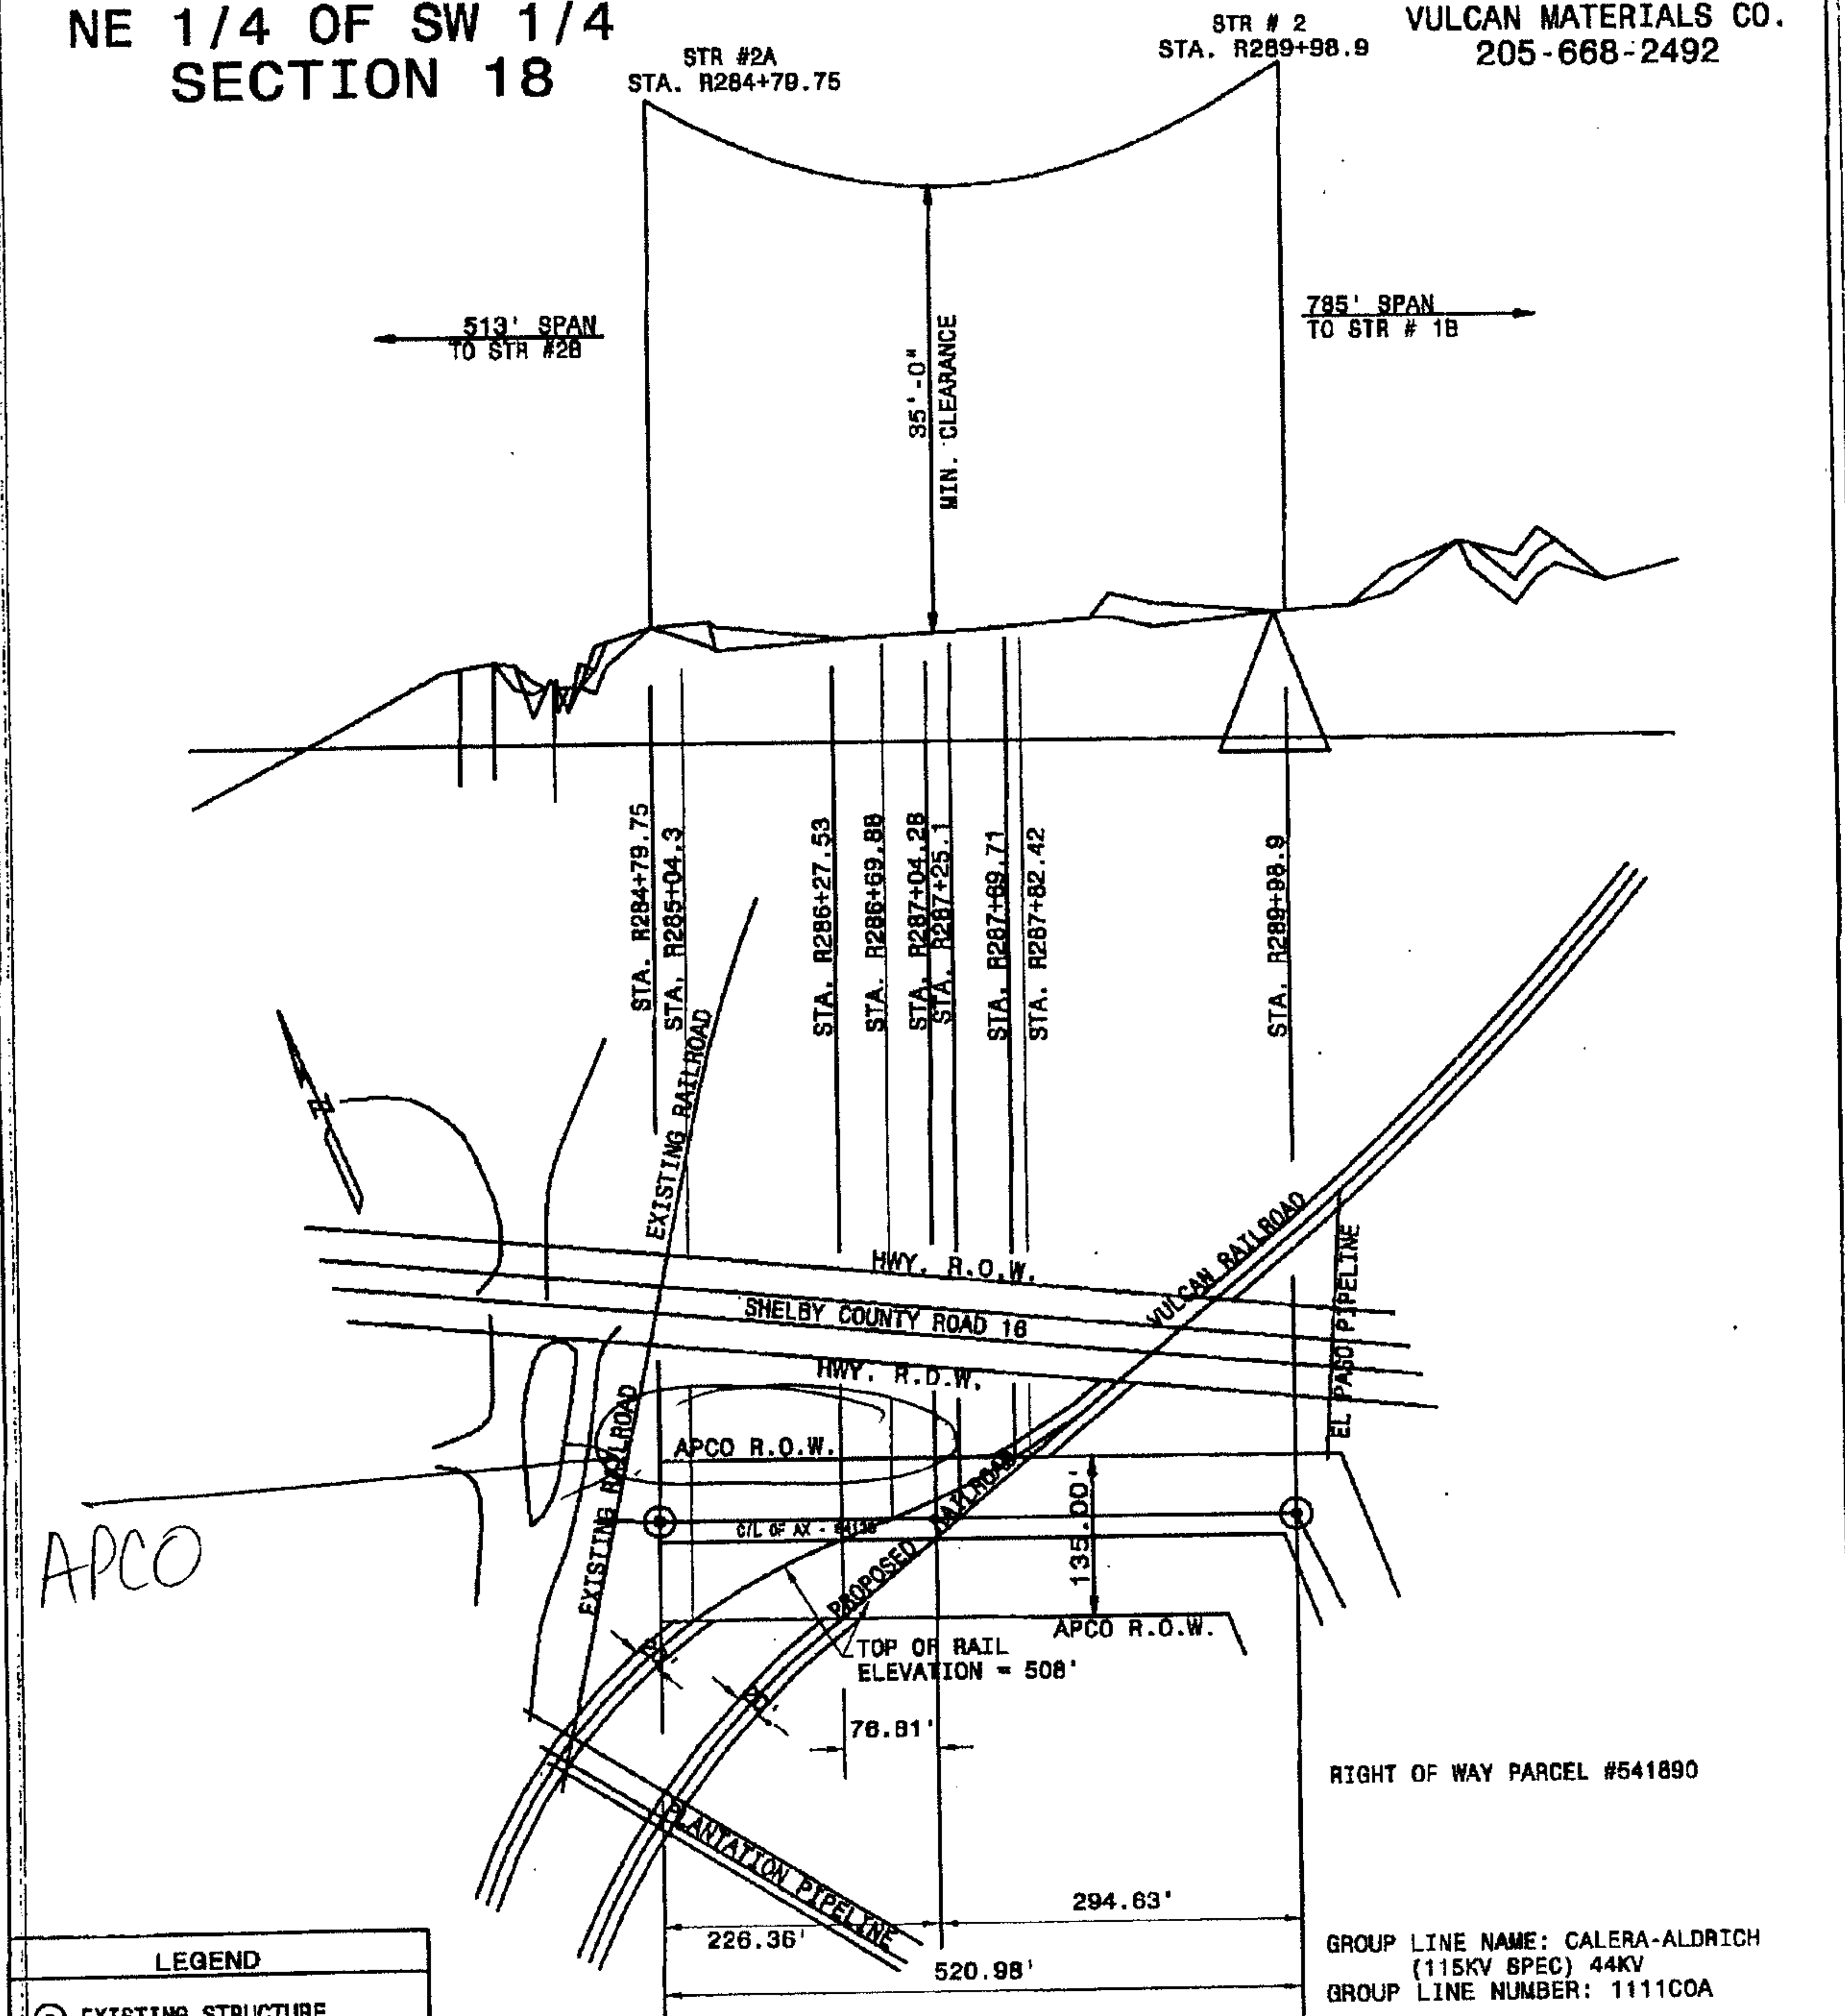 NE 1/4 OF SW 1/4
SECTION 18
STR #2A
STA. R284+79.75
STR # 2
STA. R289+98.9
VULCAN MATERIALS CO.
205-668-2492
513' SPAN
TO STR #2B
785' SPAN
TO STR # 1B
35'-0"
MIN. CLEARANCE
STA. R284+79.75
STA. R285+04.3
STA. R286+27.53
STA. R286+69.88
STA. R287+04.28
STA. R287+25.1
STA. R287+69.71
STA. R287+82.42
STA. R289+98.9
EXISTING RAILROAD
VULCAN RAILROAD
HWY. R.O.W.
SHELBY COUNTY ROAD 16
HWY. R.O.W.
EL PASO PIPELINE
EXISTING RAILROAD
APCO R.O.W.
APCO
C/L OF AX -
PROPOSED RAILROAD
135.00'
APCO R.O.W.
TOP OF RAIL
ELEVATION = 508'
76.81'
RIGHT OF WAY PARCEL #541890
PLANTATION PIPELINE
294.63'
226.36'
520.98'
GROUP LINE NAME: CALERA-ALDRICH
(115KV SPEC) 44KV
GROUP LINE NUMBER: 1111C0A
LEGEND
EXISTING STRUCTURE